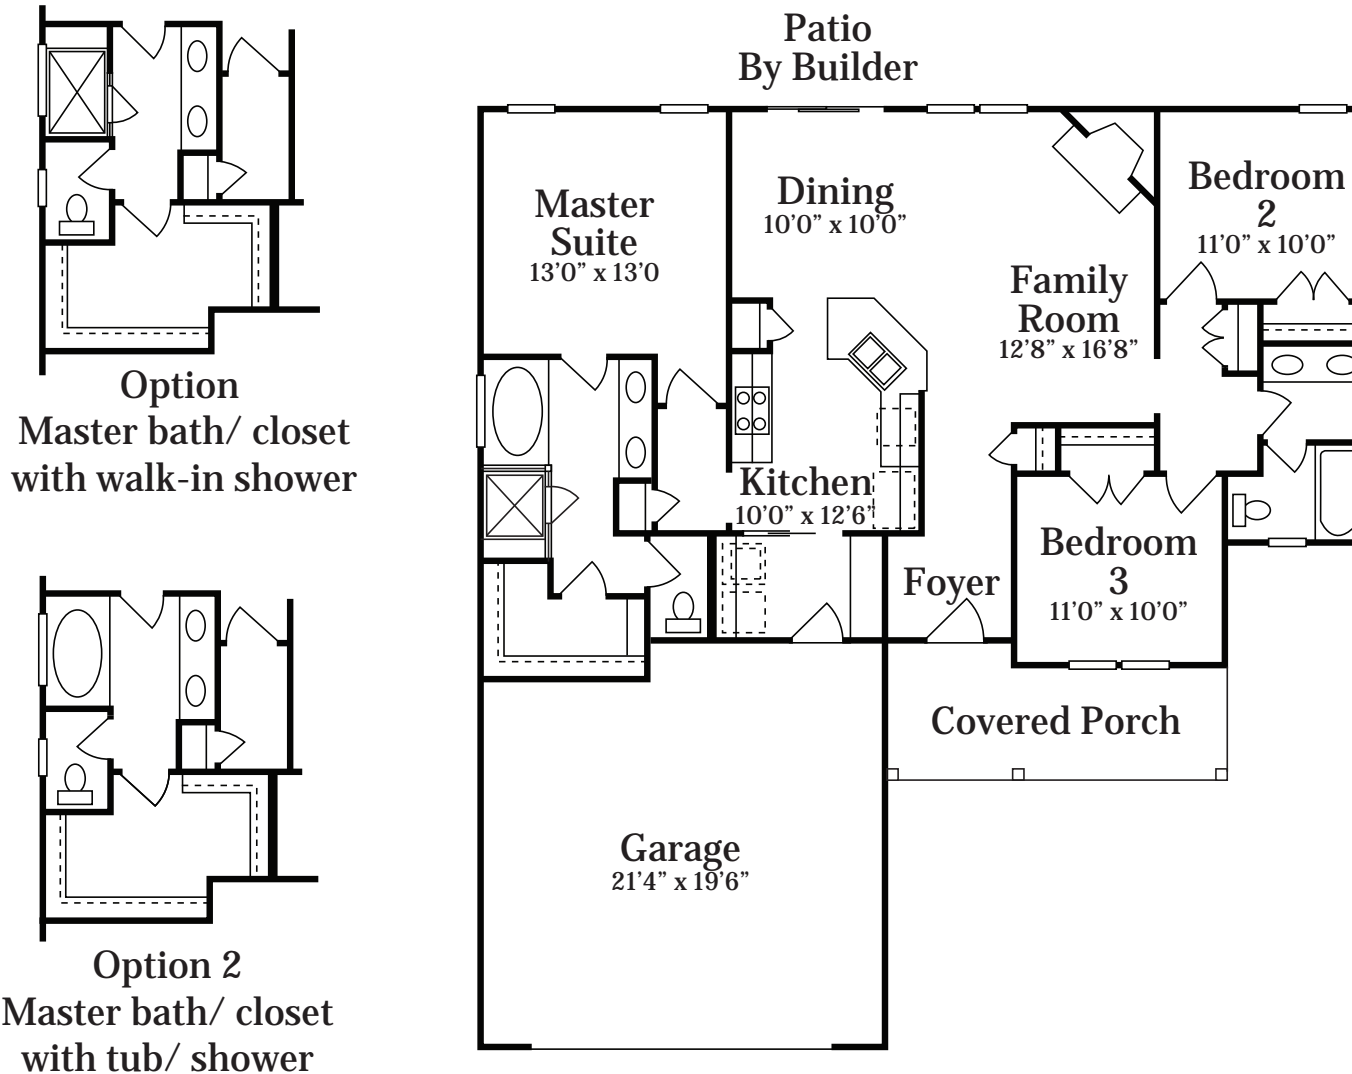 Patio
By Builder
Master
Suite
13’0” x 13’0
Dining
10’0” x 10’0”
Bedroom
2
11’0” x 10’0”
Family
Room
12’8” x 16’8”
Option
Master bath/ closet
with walk-in shower
Kitchen
10’0” x 12’6”
Bedroom
3
11’0” x 10’0”
Foyer
Covered Porch
Garage
21’4” x 19’6”
Option 2
Master bath/ closet
with tub/ shower